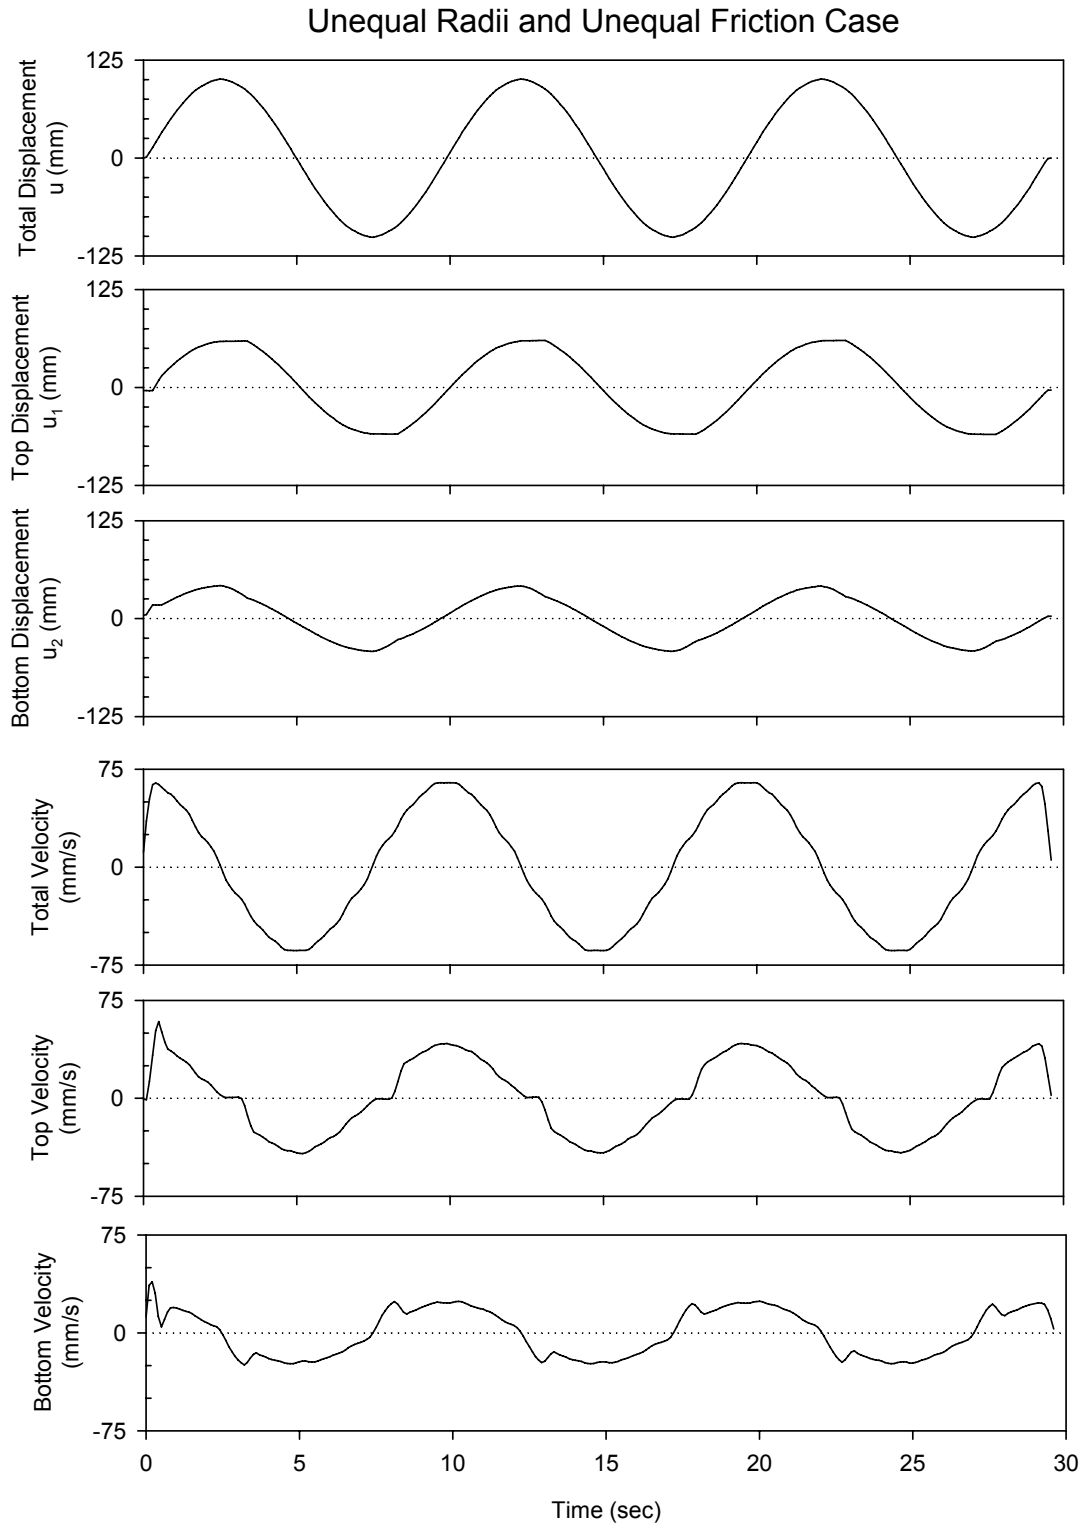 Unequal Radii and Unequal Friction Case
Total Displacement
u (mm)
125
0
-125
Top Displacement
u1 (mm)
125
0
-125
Bottom Displacement
u2 (mm)
125
0
-125
Total Velocity
(mm/s)
75
0
-75
Top Velocity
(mm/s)
75
0
-75
Bottom Velocity
(mm/s)
75
0
-75
0 5 10 15 20 25 30
Time (sec)